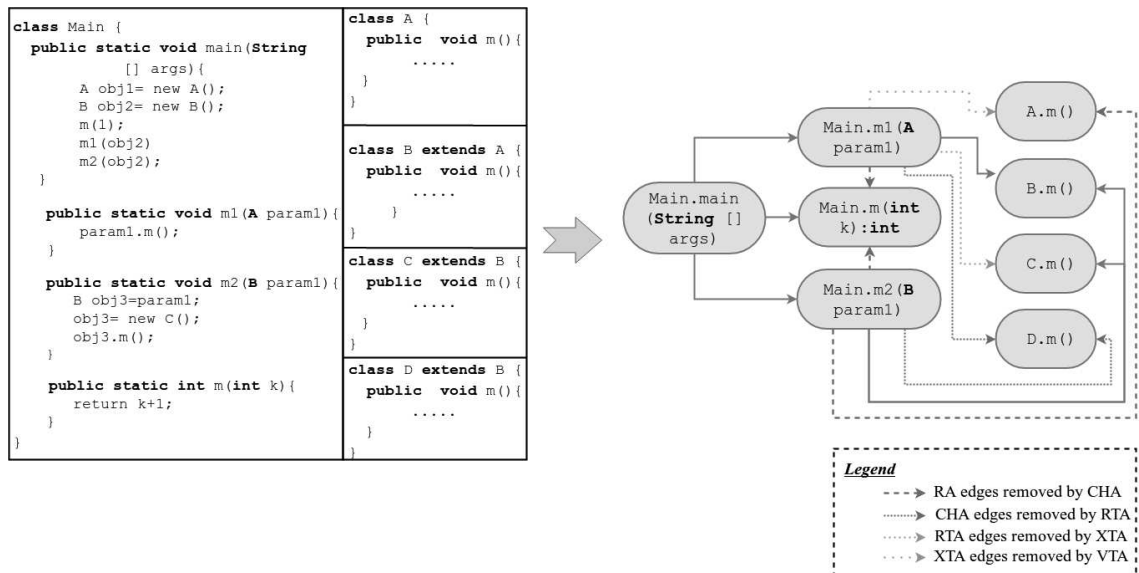 class Main {
public static void main(String
[] args){
A obj1= new A();
B obj2= new B();
m(1);
m1(obj2)
m2(obj2);
}
public static void m1(A param1){
param1.m();
}
public static void m2(B param1){
B obj3=param1;
obj3= new C();
obj3.m();
}
public static int m(int k){
return k+1;
}
}
class A {
public void m(){
.....
}
}
class B extends A {
public void m(){
.....
}
}
class C extends B {
public void m(){
.....
}
}
class D extends B {
public void m(){
.....
}
}
Main.main
(String []
args)
Main.m1(A
param1)
Main.m(int
k):int
Main.m2(B
param1)
A.m()
B.m()
C.m()
D.m()
Legend
RA edges removed by CHA
CHA edges removed by RTA
RTA edges removed by XTA
XTA edges removed by VTA